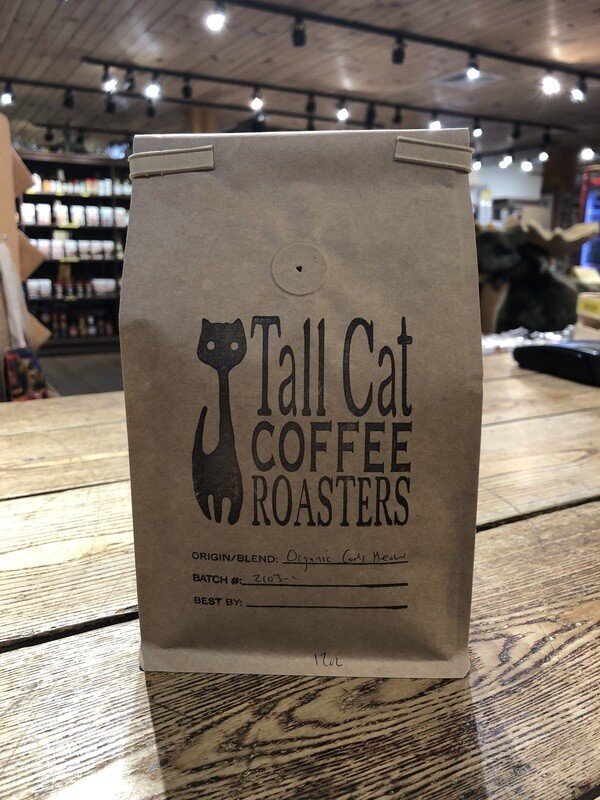 Tall Cat
COFFEE
ROASTERS
ORIGIN/BLEND: Organic Cat's Meow
BATCH #:
BEST BY:
12oz